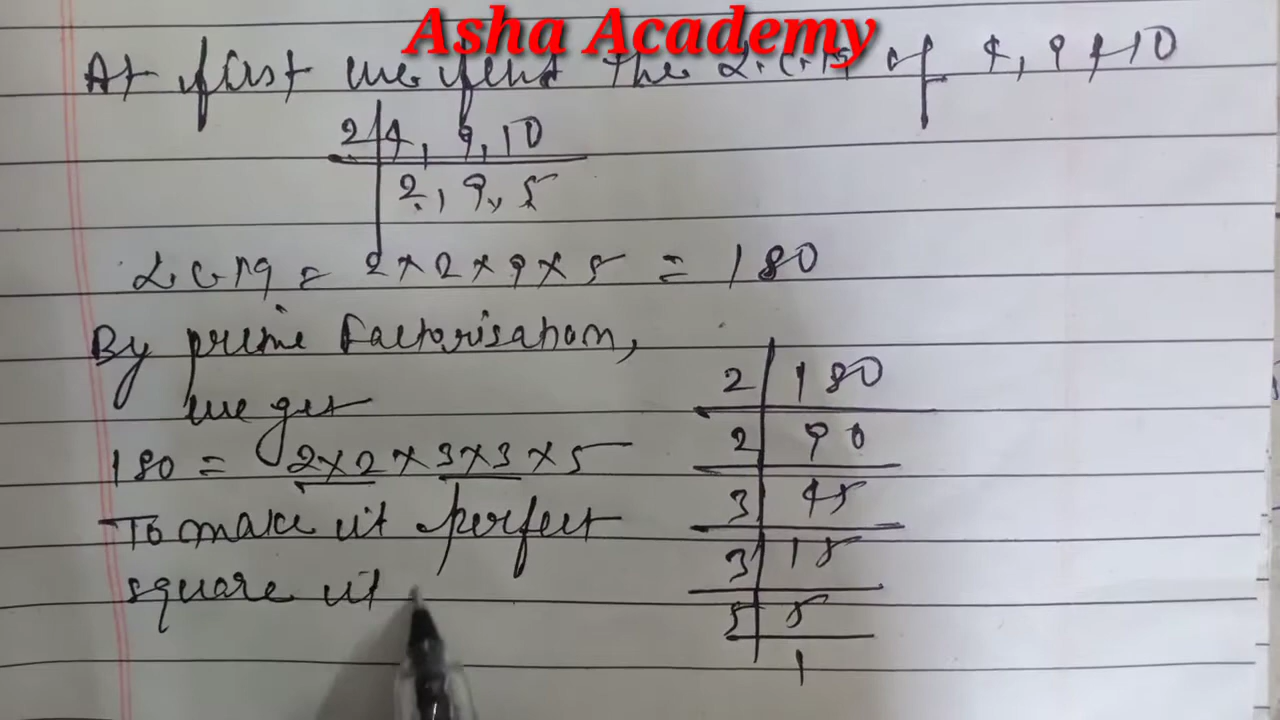 Asha Academy
At first we find the L.C.M of 4, 9 & 10
2 | 4, 9, 10
2, 9, 5
L.C.M = 2 × 2 × 9 × 5 = 180
By prime Factorisation,
we get
180 = 2×2 × 3×3 × 5
To make it perfect
square it
2 | 180
2 | 90
3 | 45
3 | 15
5 | 5
1